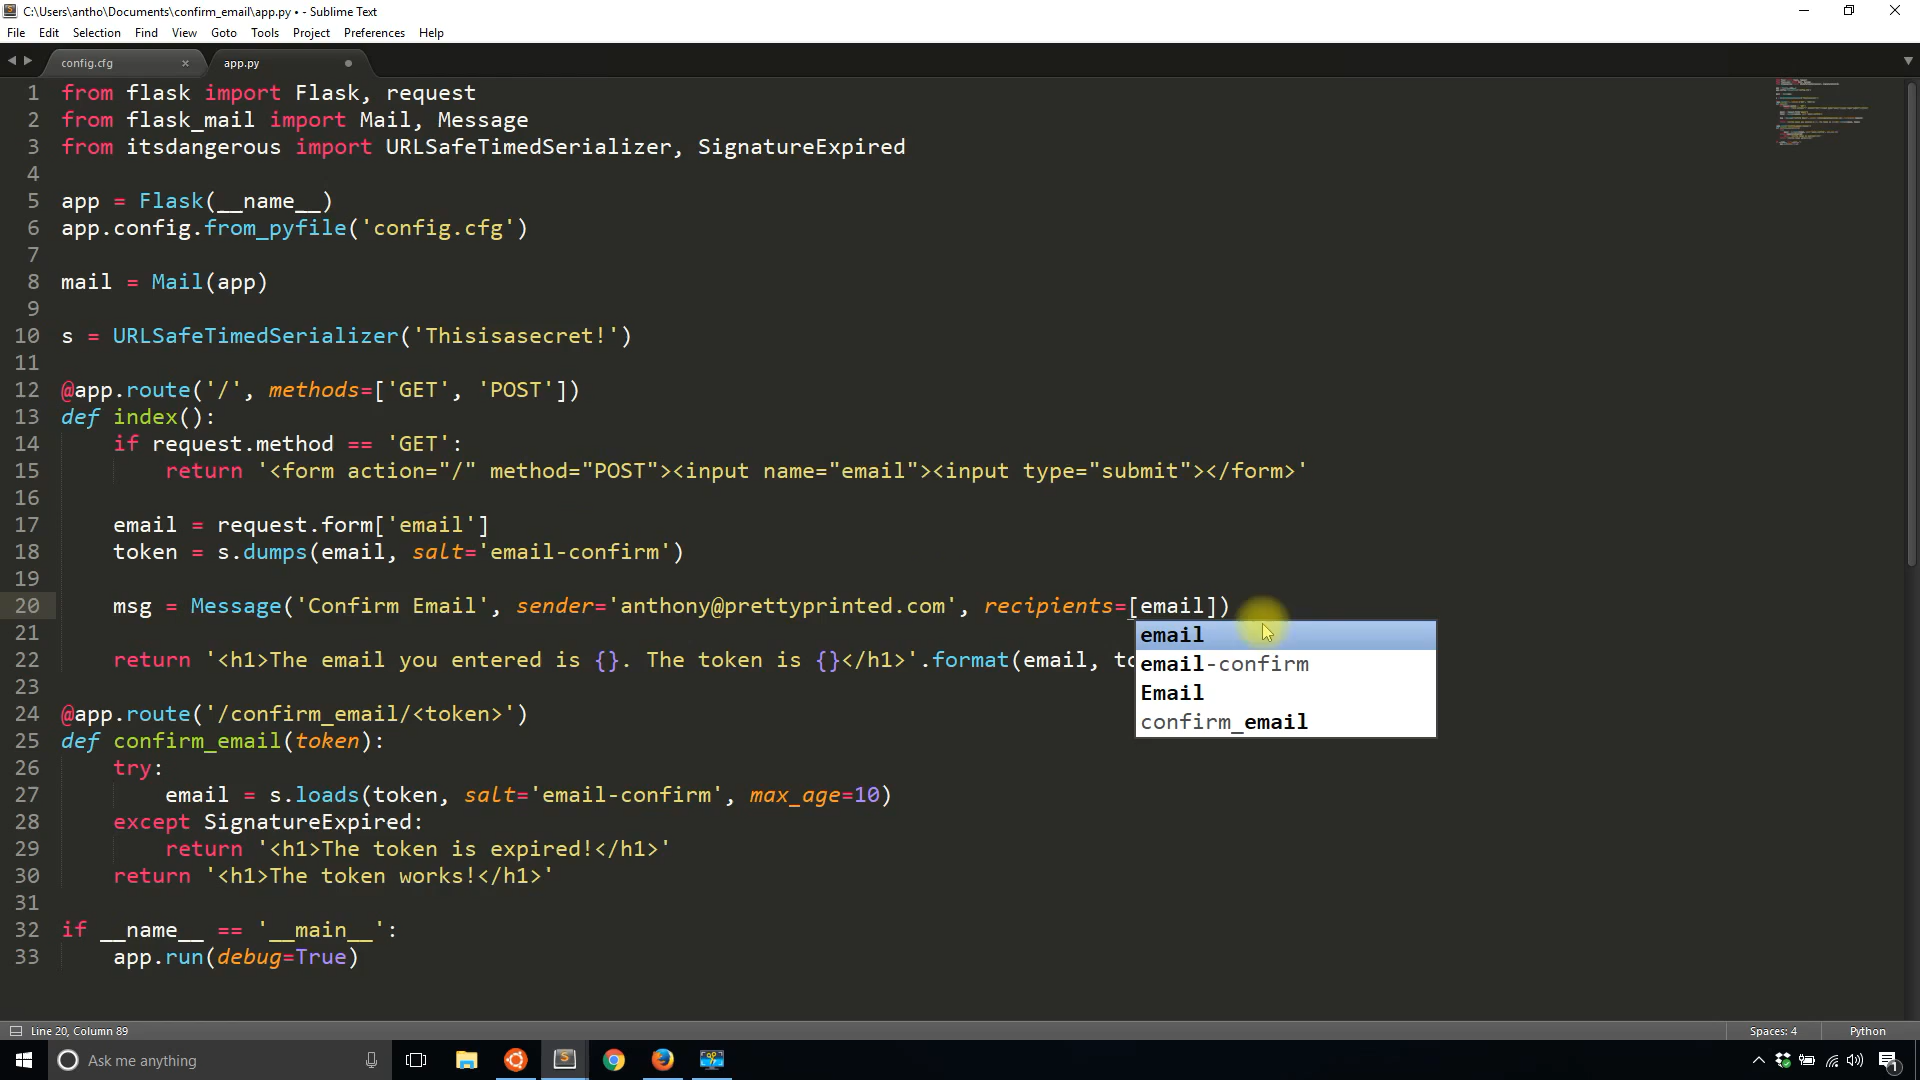 C:\Users\antho\Documents\confirm_email\app.py • - Sublime Text
File Edit Selection Find View Goto Tools Project Preferences Help
config.cfg × app.py
1 from flask import Flask, request
2 from flask_mail import Mail, Message
3 from itsdangerous import URLSafeTimedSerializer, SignatureExpired
4
5 app = Flask(__name__)
6 app.config.from_pyfile('config.cfg')
7
8 mail = Mail(app)
9
10 s = URLSafeTimedSerializer('Thisisasecret!')
11
12 @app.route('/', methods=['GET', 'POST'])
13 def index():
14 if request.method == 'GET':
15 return '<form action="/" method="POST"><input name="email"><input type="submit"></form>'
16
17 email = request.form['email']
18 token = s.dumps(email, salt='email-confirm')
19
20 msg = Message('Confirm Email', sender='anthony@prettyprinted.com', recipients=[email])
21
email
22 return '<h1>The email you entered is {}. The token is {}</h1>'.format(email, to
email-confirm
23
Email
24 @app.route('/confirm_email/<token>')
confirm_email
25 def confirm_email(token):
26 try:
27 email = s.loads(token, salt='email-confirm', max_age=10)
28 except SignatureExpired:
29 return '<h1>The token is expired!</h1>'
30 return '<h1>The token works!</h1>'
31
32 if __name__ == '__main__':
33 app.run(debug=True)
Line 20, Column 89 Spaces: 4 Python
Ask me anything
1